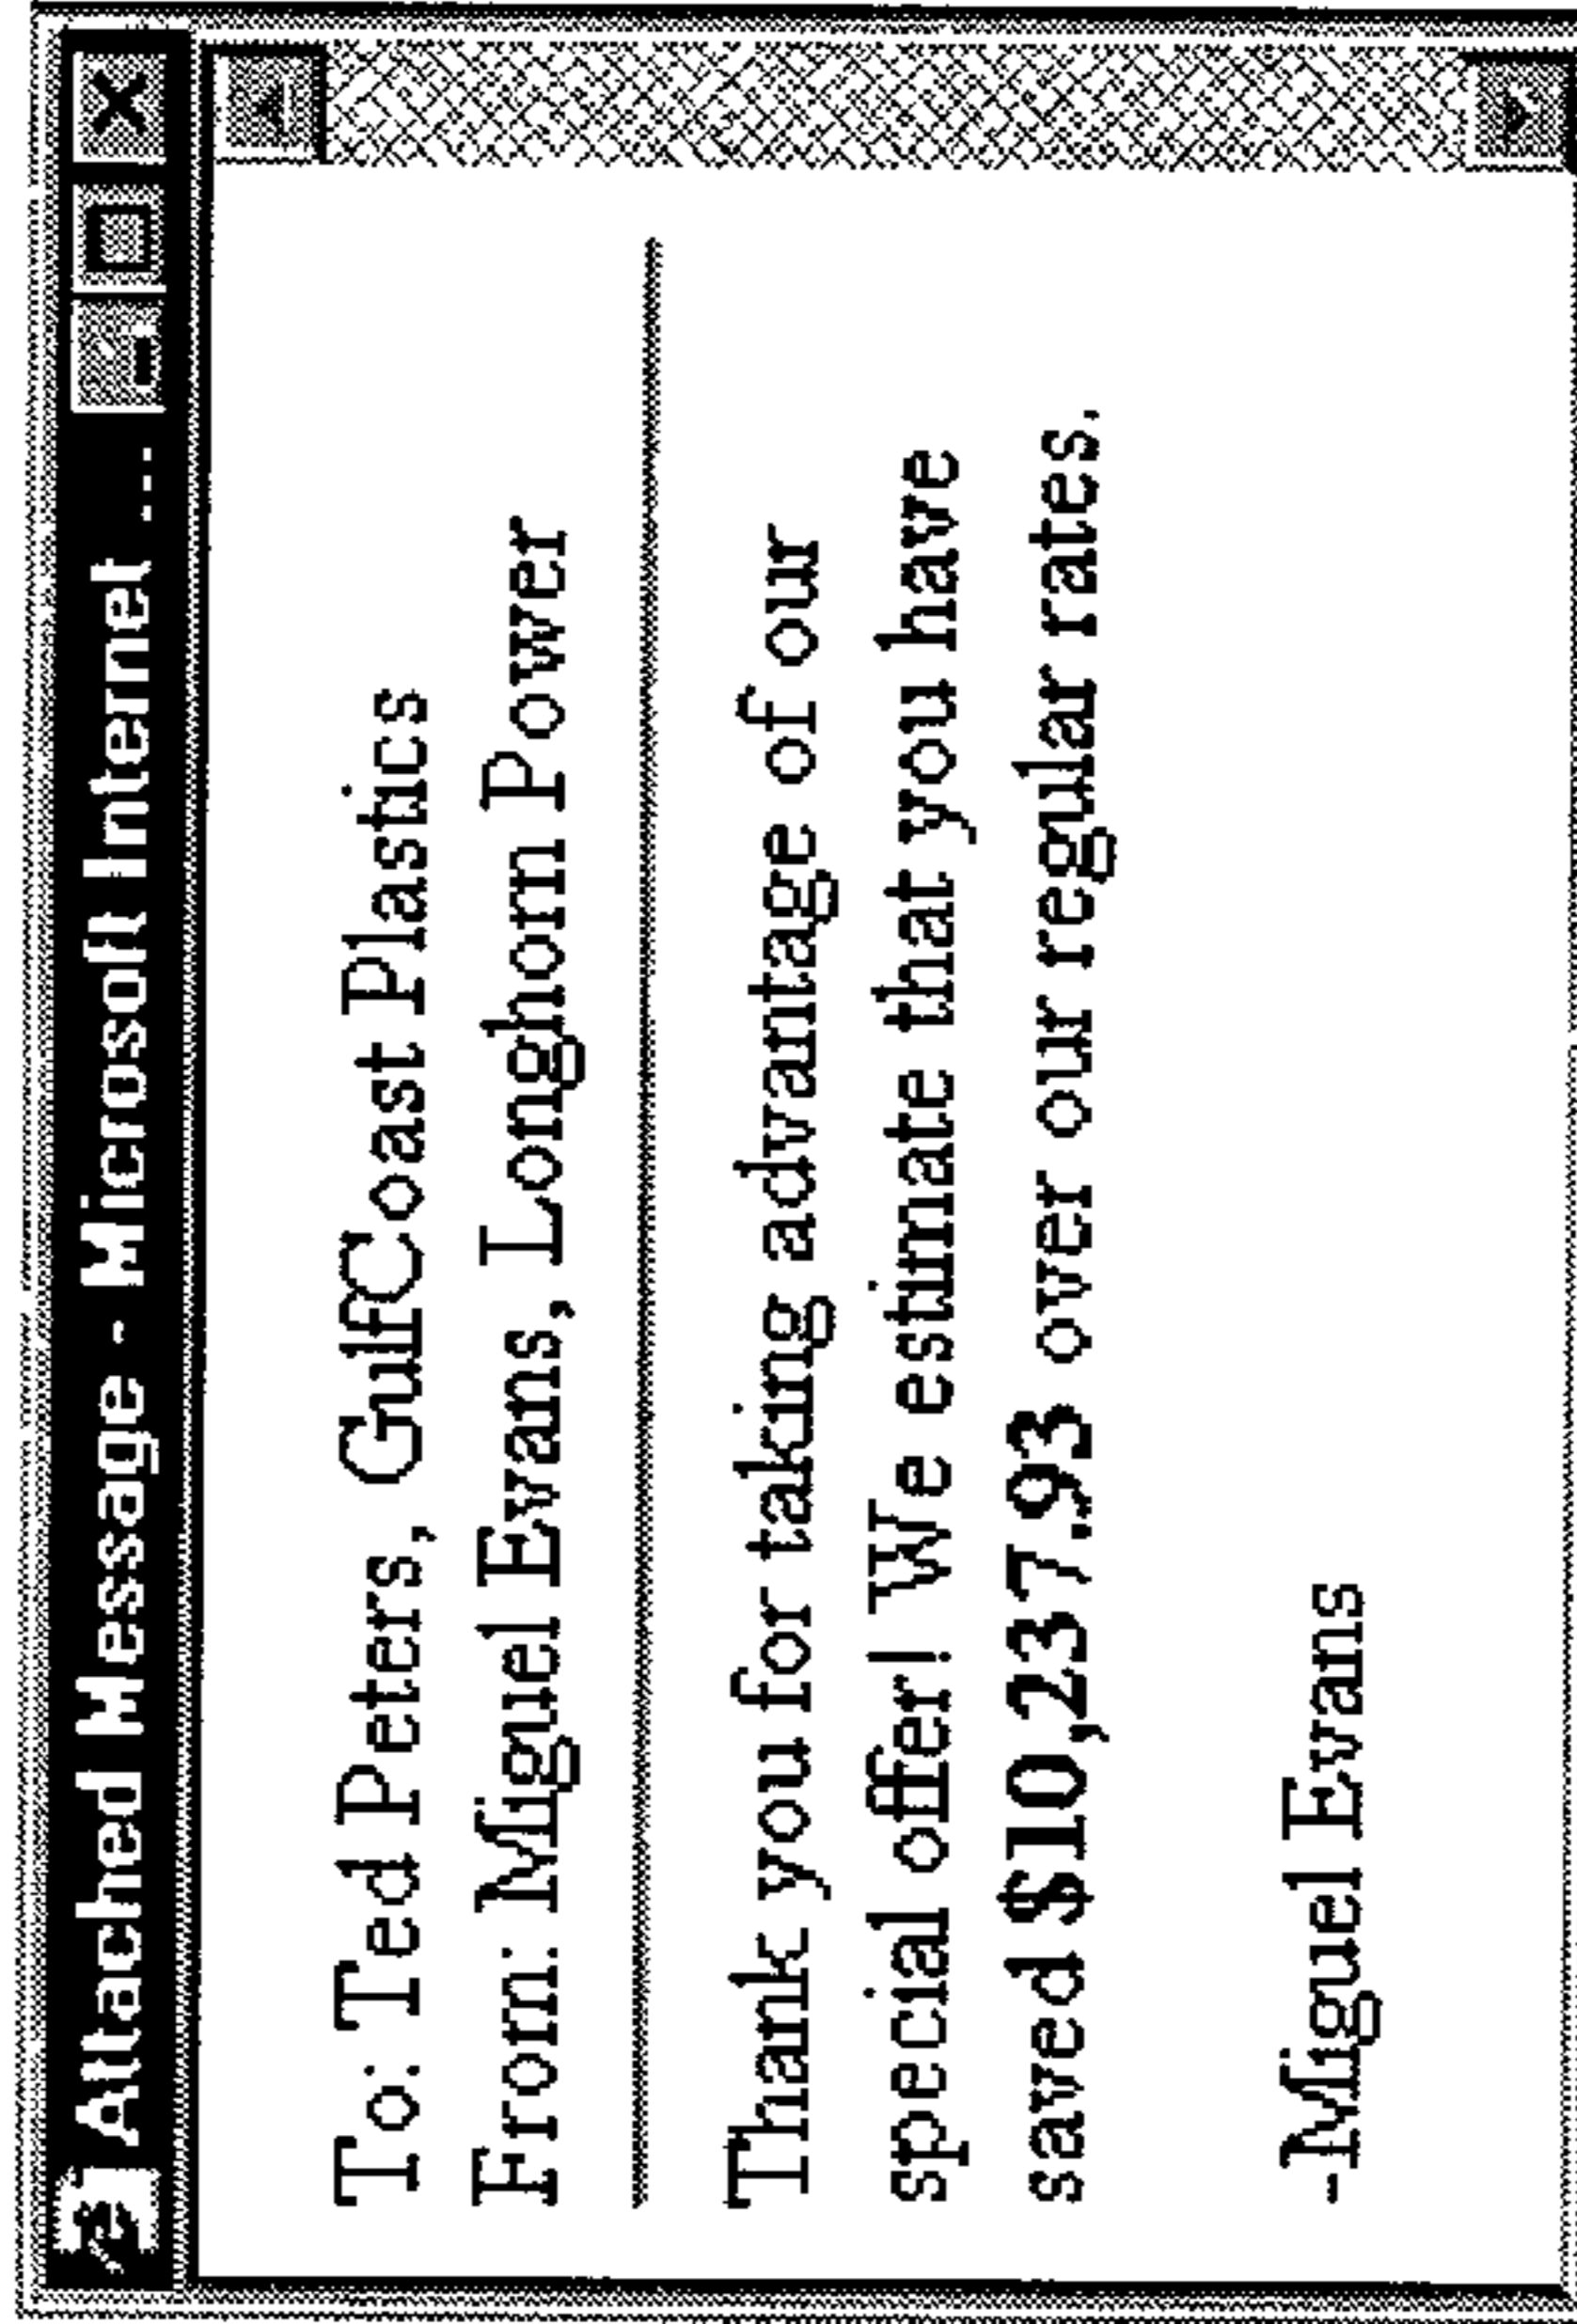 Attached Message - Microsoft Internet ...
To: Ted Peters, GulfCoast Plastics
From: Miguel Evans, Longhorn Power
Thank you for taking advantage of our
special offer! We estimate that you have
saved $10,237.93 over our regular rates.
-Miguel Evans